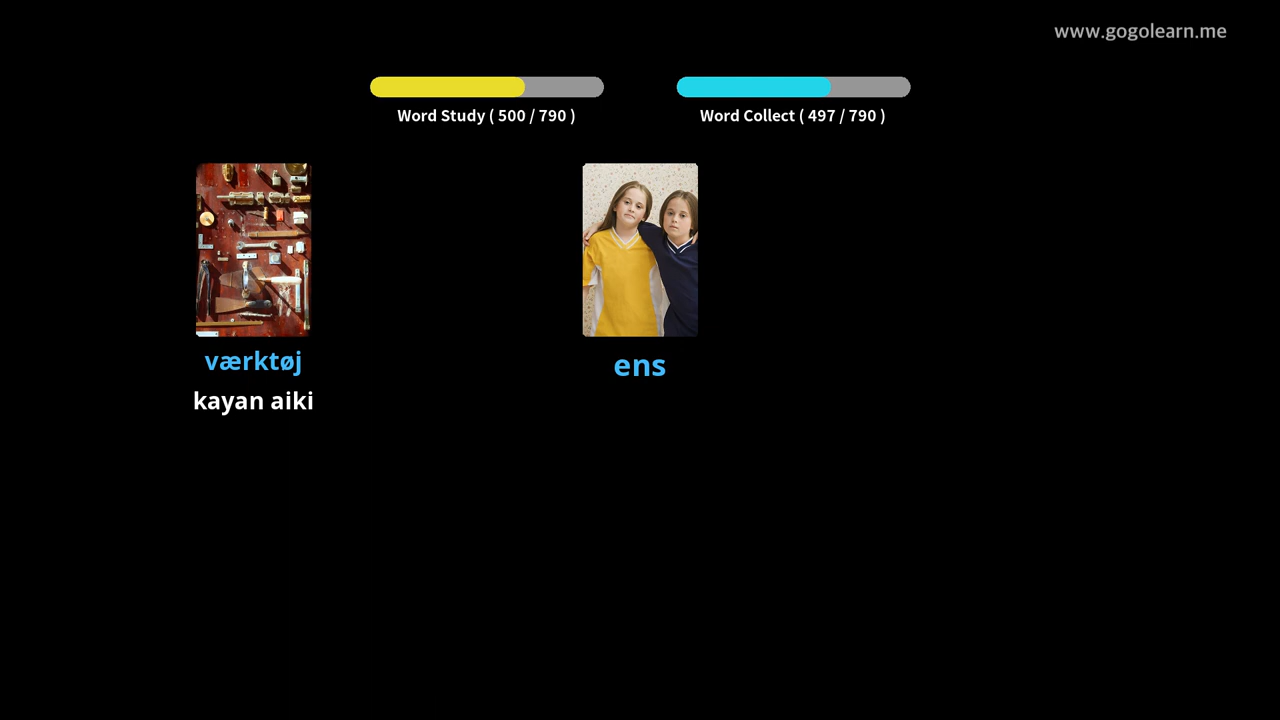 www.gogolearn.me
Word Study ( 500 / 790 )
Word Collect ( 497 / 790 )
værktøj
kayan aiki
ens